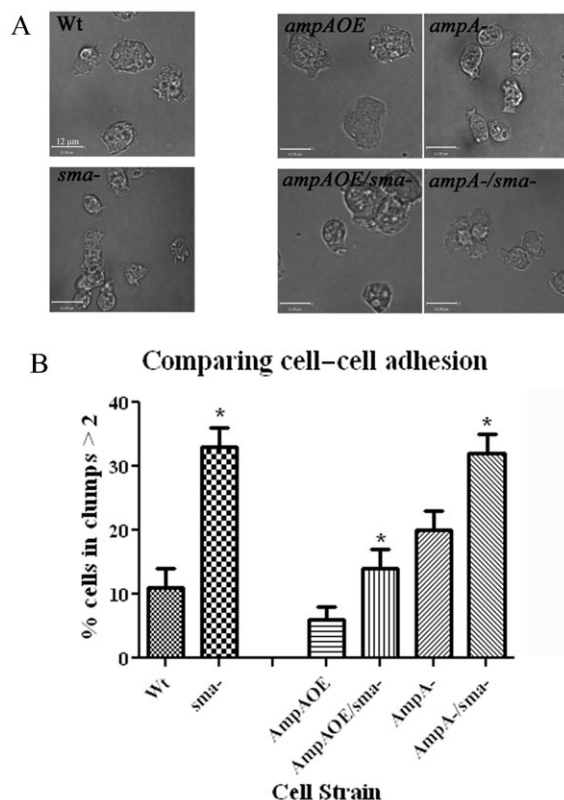 A
Wt
12 μm
ampAOE
ampA-
sma-
ampAOE/sma-
ampA-/sma-
B
Comparing cell–cell adhesion
% cells in clumps > 2
40
30
20
10
0
*
*
*
Wt
sma-
AmpAOE
AmpAOE/sma-
AmpA-
AmpA-/sma-
Cell Strain